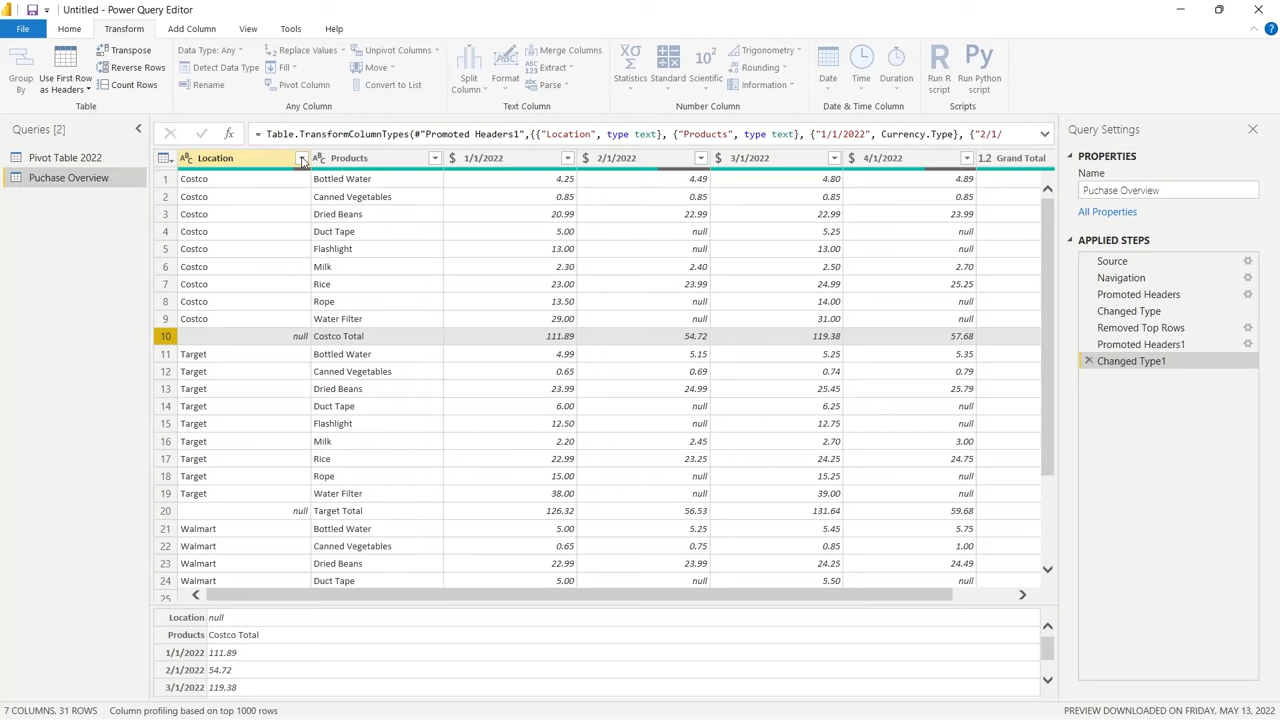 Untitled - Power Query Editor
File Home Transform Add Column View Tools Help
Group By
Use First Row as Headers
Transpose
Reverse Rows
Count Rows
Table
Data Type: Any
Detect Data Type
Rename
Replace Values
Fill
Pivot Column
Unpivot Columns
Move
Convert to List
Any Column
Split Column
Format
Merge Columns
Extract
Parse
Text Column
Statistics
Standard
Scientific
Trigonometry
Rounding
Information
Number Column
Date
Time
Duration
Date & Time Column
Run R script
Run Python script
Scripts
Queries [2]
Pivot Table 2022
Puchase Overview
= Table.TransformColumnTypes(#"Promoted Headers1",{{"Location", type text}, {"Products", type text}, {"1/1/2022", Currency.Type}, {"2/1/
Location Products $ 1/1/2022 $ 2/1/2022 $ 3/1/2022 $ 4/1/2022 1.2 Grand Total
1 Costco Bottled Water 4.25 4.49 4.80 4.89
2 Costco Canned Vegetables 0.85 0.85 0.85 0.85
3 Costco Dried Beans 20.99 22.99 22.99 23.99
4 Costco Duct Tape 5.00 null 5.25 null
5 Costco Flashlight 13.00 null 13.00 null
6 Costco Milk 2.30 2.40 2.50 2.70
7 Costco Rice 23.00 23.99 24.99 25.25
8 Costco Rope 13.50 null 14.00 null
9 Costco Water Filter 29.00 null 31.00 null
10 null Costco Total 111.89 54.72 119.38 57.68
11 Target Bottled Water 4.99 5.15 5.25 5.35
12 Target Canned Vegetables 0.65 0.69 0.74 0.79
13 Target Dried Beans 23.99 24.99 25.45 25.79
14 Target Duct Tape 6.00 null 6.25 null
15 Target Flashlight 12.50 null 12.75 null
16 Target Milk 2.20 2.45 2.70 3.00
17 Target Rice 22.99 23.25 24.25 24.75
18 Target Rope 15.00 null 15.25 null
19 Target Water Filter 38.00 null 39.00 null
20 null Target Total 126.32 56.53 131.64 59.68
21 Walmart Bottled Water 5.00 5.25 5.45 5.75
22 Walmart Canned Vegetables 0.65 0.75 0.85 1.00
23 Walmart Dried Beans 22.99 23.99 24.25 24.49
24 Walmart Duct Tape 5.00 null 5.50 null
25
Location null
Products Costco Total
1/1/2022 111.89
2/1/2022 54.72
3/1/2022 119.38
Query Settings
PROPERTIES
Name
Puchase Overview
All Properties
APPLIED STEPS
Source
Navigation
Promoted Headers
Changed Type
Removed Top Rows
Promoted Headers1
Changed Type1
7 COLUMNS, 31 ROWS Column profiling based on top 1000 rows PREVIEW DOWNLOADED ON FRIDAY, MAY 13, 2022